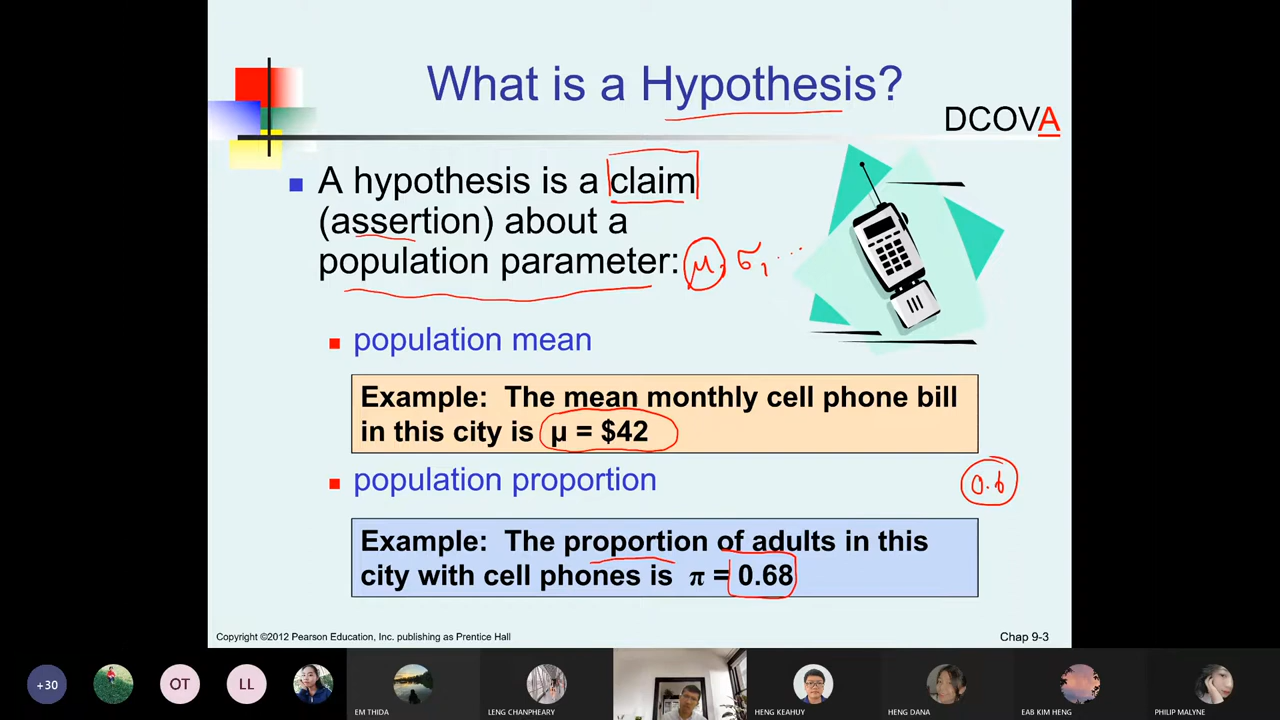 What is a Hypothesis?
DCOVA
A hypothesis is a claim
(assertion) about a
population parameter: μ, σ, ...
population mean
Example: The mean monthly cell phone bill
in this city is μ = $42
population proportion
0.6
Example: The proportion of adults in this
city with cell phones is π = 0.68
Copyright ©2012 Pearson Education, Inc. publishing as Prentice Hall
Chap 9-3
+30
OT
LL
EM THIDA
LENG CHANPHEARY
HENG KEAHUY
HENG DANA
EAB KIM HENG
PHILIP MALYNE